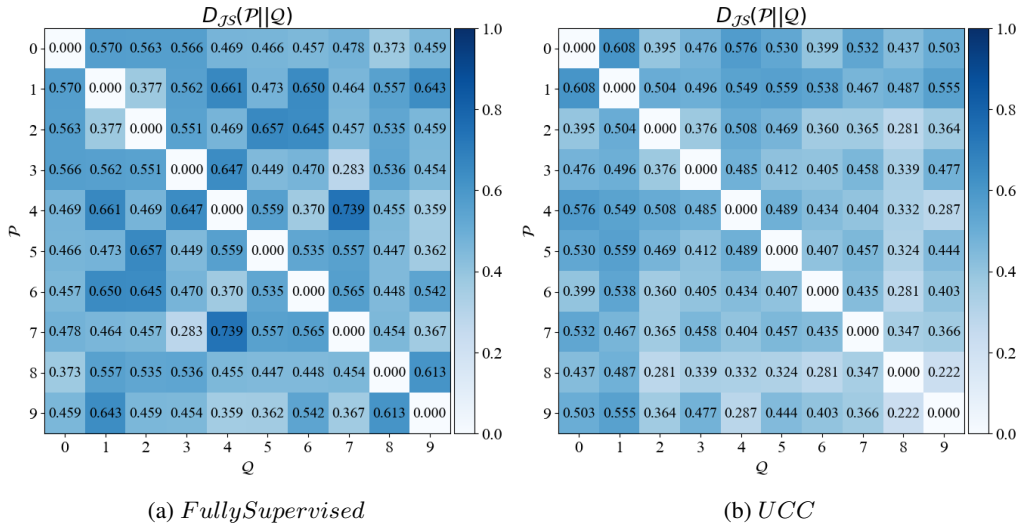 D_JS(P||Q)
0 0.000 0.570 0.563 0.566 0.469 0.466 0.457 0.478 0.373 0.459
1 0.570 0.000 0.377 0.562 0.661 0.473 0.650 0.464 0.557 0.643
2 0.563 0.377 0.000 0.551 0.469 0.657 0.645 0.457 0.535 0.459
3 0.566 0.562 0.551 0.000 0.647 0.449 0.470 0.283 0.536 0.454
4 0.469 0.661 0.469 0.647 0.000 0.559 0.370 0.739 0.455 0.359
5 0.466 0.473 0.657 0.449 0.559 0.000 0.535 0.557 0.447 0.362
6 0.457 0.650 0.645 0.470 0.370 0.535 0.000 0.565 0.448 0.542
7 0.478 0.464 0.457 0.283 0.739 0.557 0.565 0.000 0.454 0.367
8 0.373 0.557 0.535 0.536 0.455 0.447 0.448 0.454 0.000 0.613
9 0.459 0.643 0.459 0.454 0.359 0.362 0.542 0.367 0.613 0.000
0 1 2 3 4 5 6 7 8 9
P
Q
1.0
0.8
0.6
0.4
0.2
0.0
(a) FullySupervised
D_JS(P||Q)
0 0.000 0.608 0.395 0.476 0.576 0.530 0.399 0.532 0.437 0.503
1 0.608 0.000 0.504 0.496 0.549 0.559 0.538 0.467 0.487 0.555
2 0.395 0.504 0.000 0.376 0.508 0.469 0.360 0.365 0.281 0.364
3 0.476 0.496 0.376 0.000 0.485 0.412 0.405 0.458 0.339 0.477
4 0.576 0.549 0.508 0.485 0.000 0.489 0.434 0.404 0.332 0.287
5 0.530 0.559 0.469 0.412 0.489 0.000 0.407 0.457 0.324 0.444
6 0.399 0.538 0.360 0.405 0.434 0.407 0.000 0.435 0.281 0.403
7 0.532 0.467 0.365 0.458 0.404 0.457 0.435 0.000 0.347 0.366
8 0.437 0.487 0.281 0.339 0.332 0.324 0.281 0.347 0.000 0.222
9 0.503 0.555 0.364 0.477 0.287 0.444 0.403 0.366 0.222 0.000
0 1 2 3 4 5 6 7 8 9
P
Q
1.0
0.8
0.6
0.4
0.2
0.0
(b) UCC